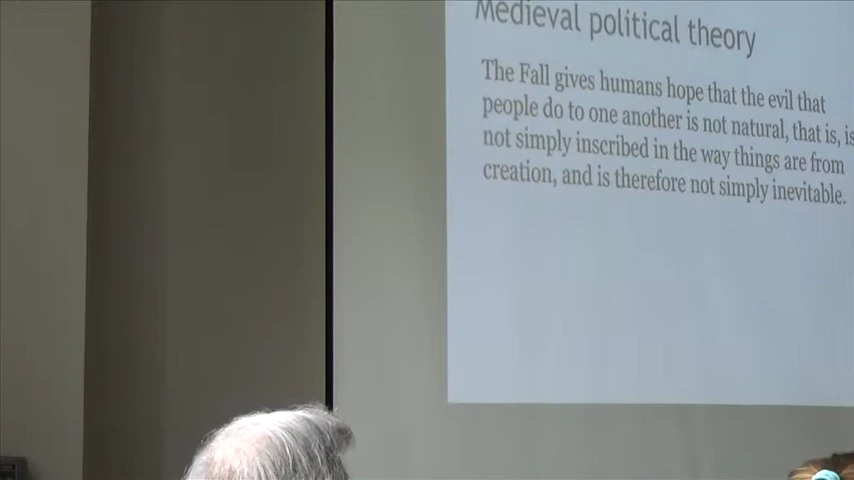 Medieval political theory
The Fall gives humans hope that the evil that
people do to one another is not natural, that is, is
not simply inscribed in the way things are from
creation, and is therefore not simply inevitable.